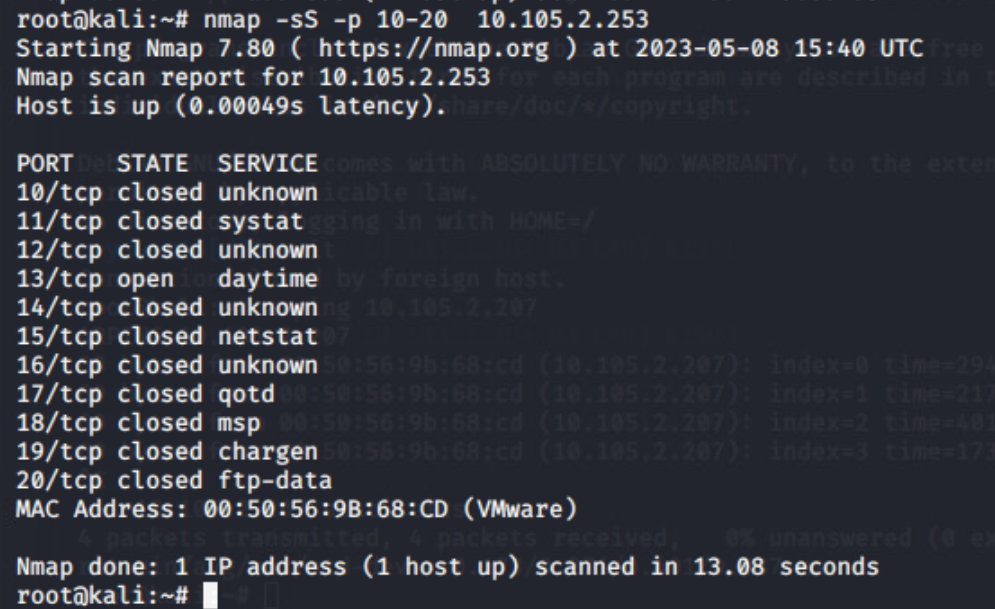 root@kali:~# nmap -sS -p 10-20  10.105.2.253
Starting Nmap 7.80 ( https://nmap.org ) at 2023-05-08 15:40 UTC
Nmap scan report for 10.105.2.253
Host is up (0.00049s latency).
PORT   STATE  SERVICE
10/tcp closed unknown
11/tcp closed systat
12/tcp closed unknown
13/tcp open   daytime
14/tcp closed unknown
15/tcp closed netstat
16/tcp closed unknown
17/tcp closed qotd
18/tcp closed msp
19/tcp closed chargen
20/tcp closed ftp-data
MAC Address: 00:50:56:9B:68:CD (VMware)
Nmap done: 1 IP address (1 host up) scanned in 13.08 seconds
root@kali:~#